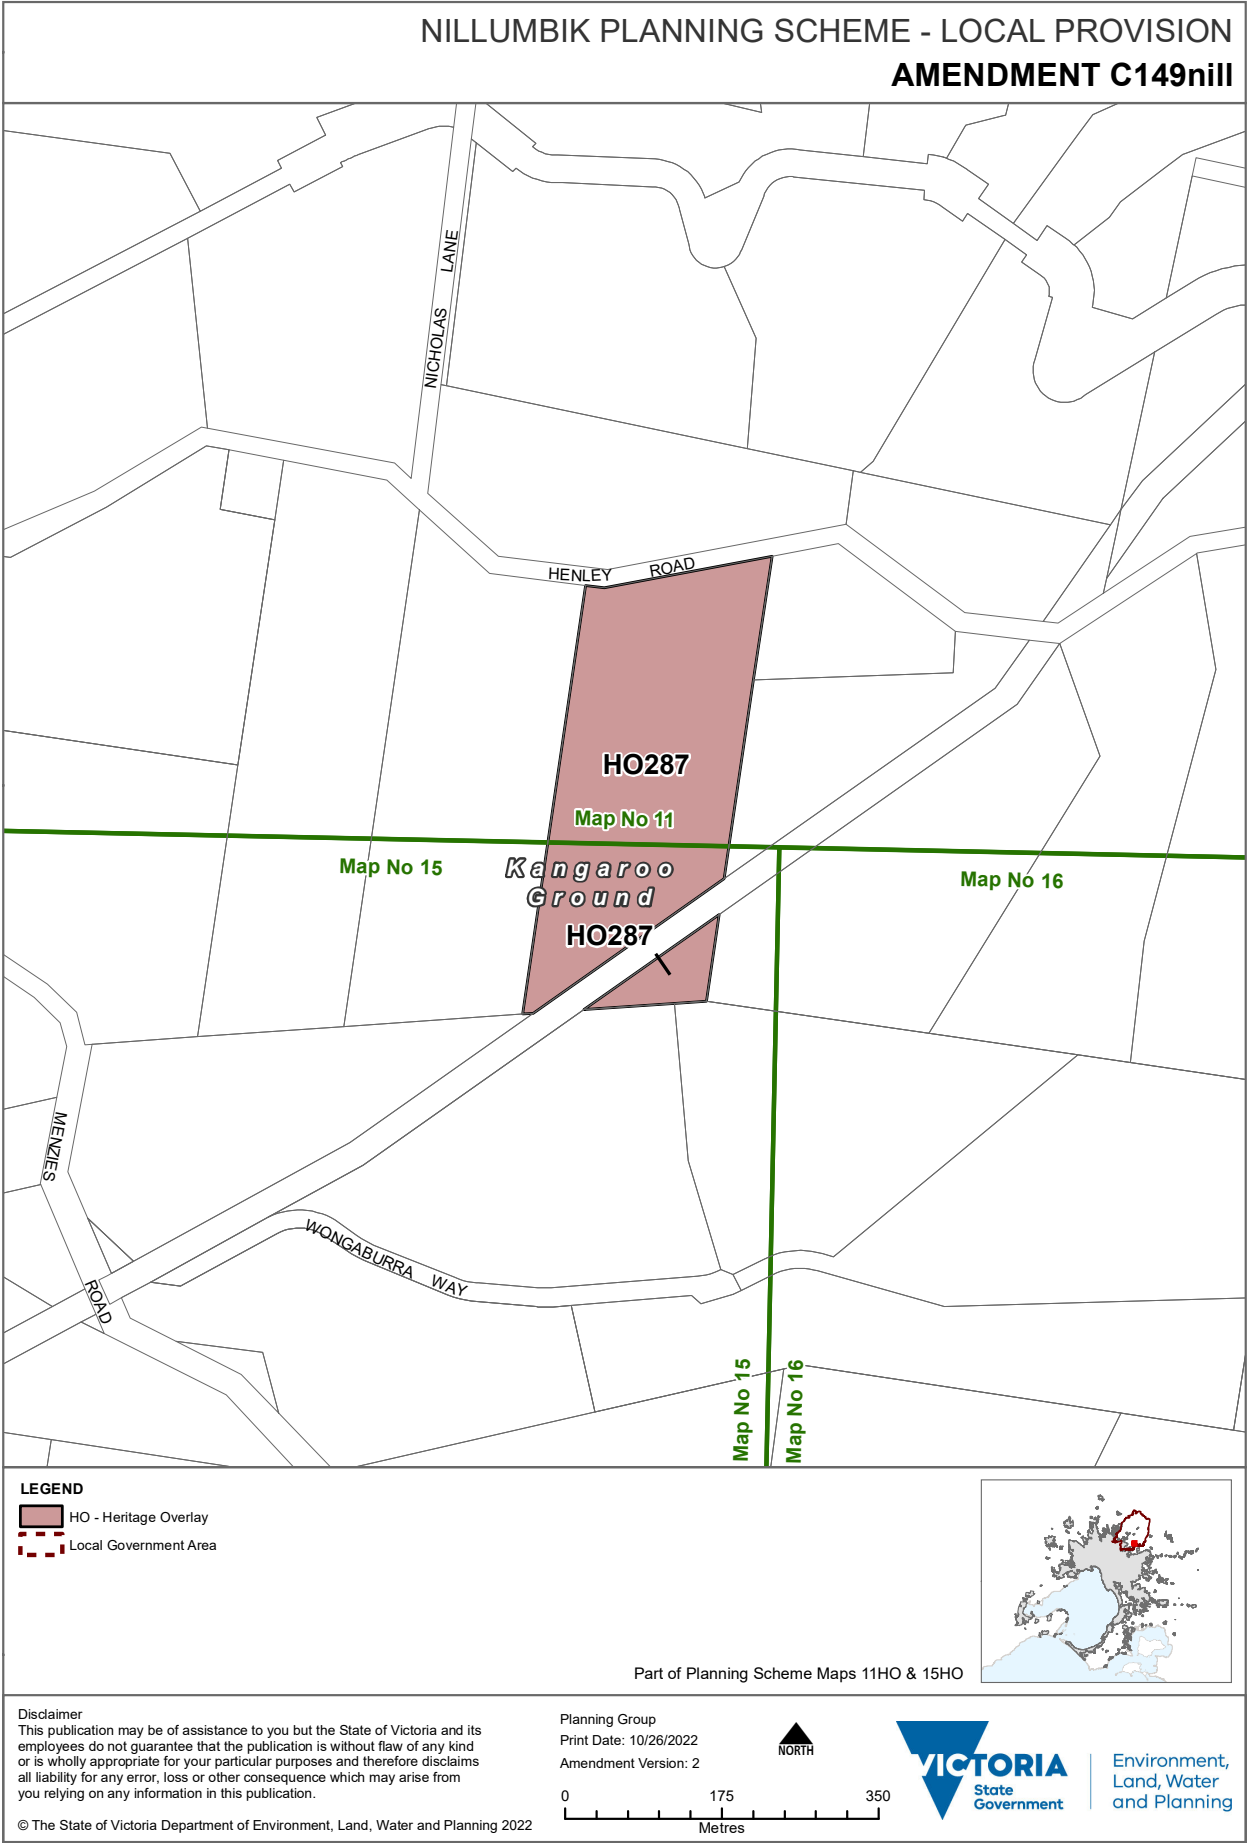 NILLUMBIK PLANNING SCHEME - LOCAL PROVISION
AMENDMENT C149nill
NICHOLAS LANE
HENLEY ROAD
HO287
Map No 11
Map No 15
Kangaroo
Ground
Map No 16
HO287
MENZIES
ROAD
WONGABURRA WAY
Map No 15
Map No 16
LEGEND
HO - Heritage Overlay
Local Government Area
Part of Planning Scheme Maps 11HO & 15HO
Disclaimer
This publication may be of assistance to you but the State of Victoria and its
employees do not guarantee that the publication is without flaw of any kind
or is wholly appropriate for your particular purposes and therefore disclaims
all liability for any error, loss or other consequence which may arise from
you relying on any information in this publication.
© The State of Victoria Department of Environment, Land, Water and Planning 2022
Planning Group
Print Date: 10/26/2022
Amendment Version: 2
0 175 350
Metres
NORTH
VICTORIA
State
Government
Environment,
Land, Water
and Planning